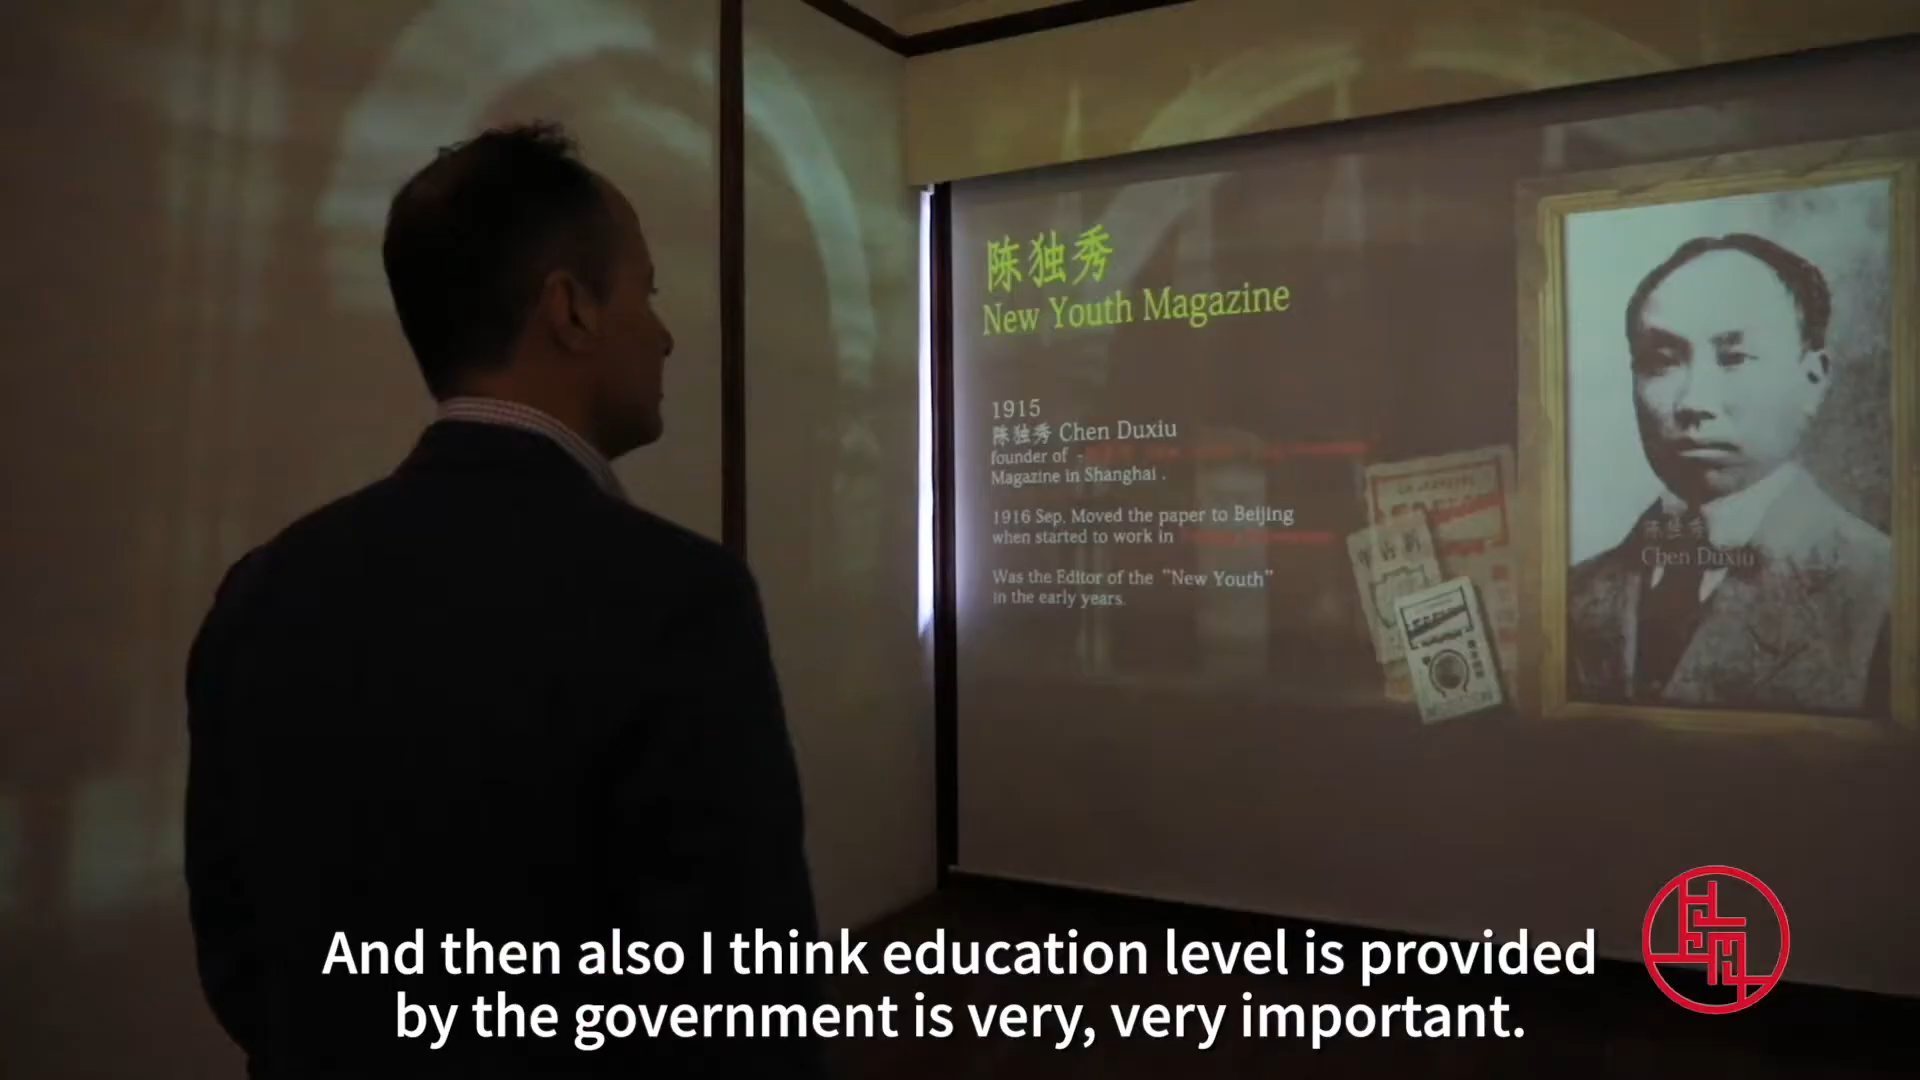 陈独秀
New Youth Magazine
1915
陈独秀 Chen Duxiu
founder of -
Magazine in Shanghai .
1916 Sep. Moved the paper to Beijing
when started to work in
Was the Editor of the "New Youth"
in the early years.
陈独秀
Chen Duxiu
And then also I think education level is provided
by the government is very, very important.